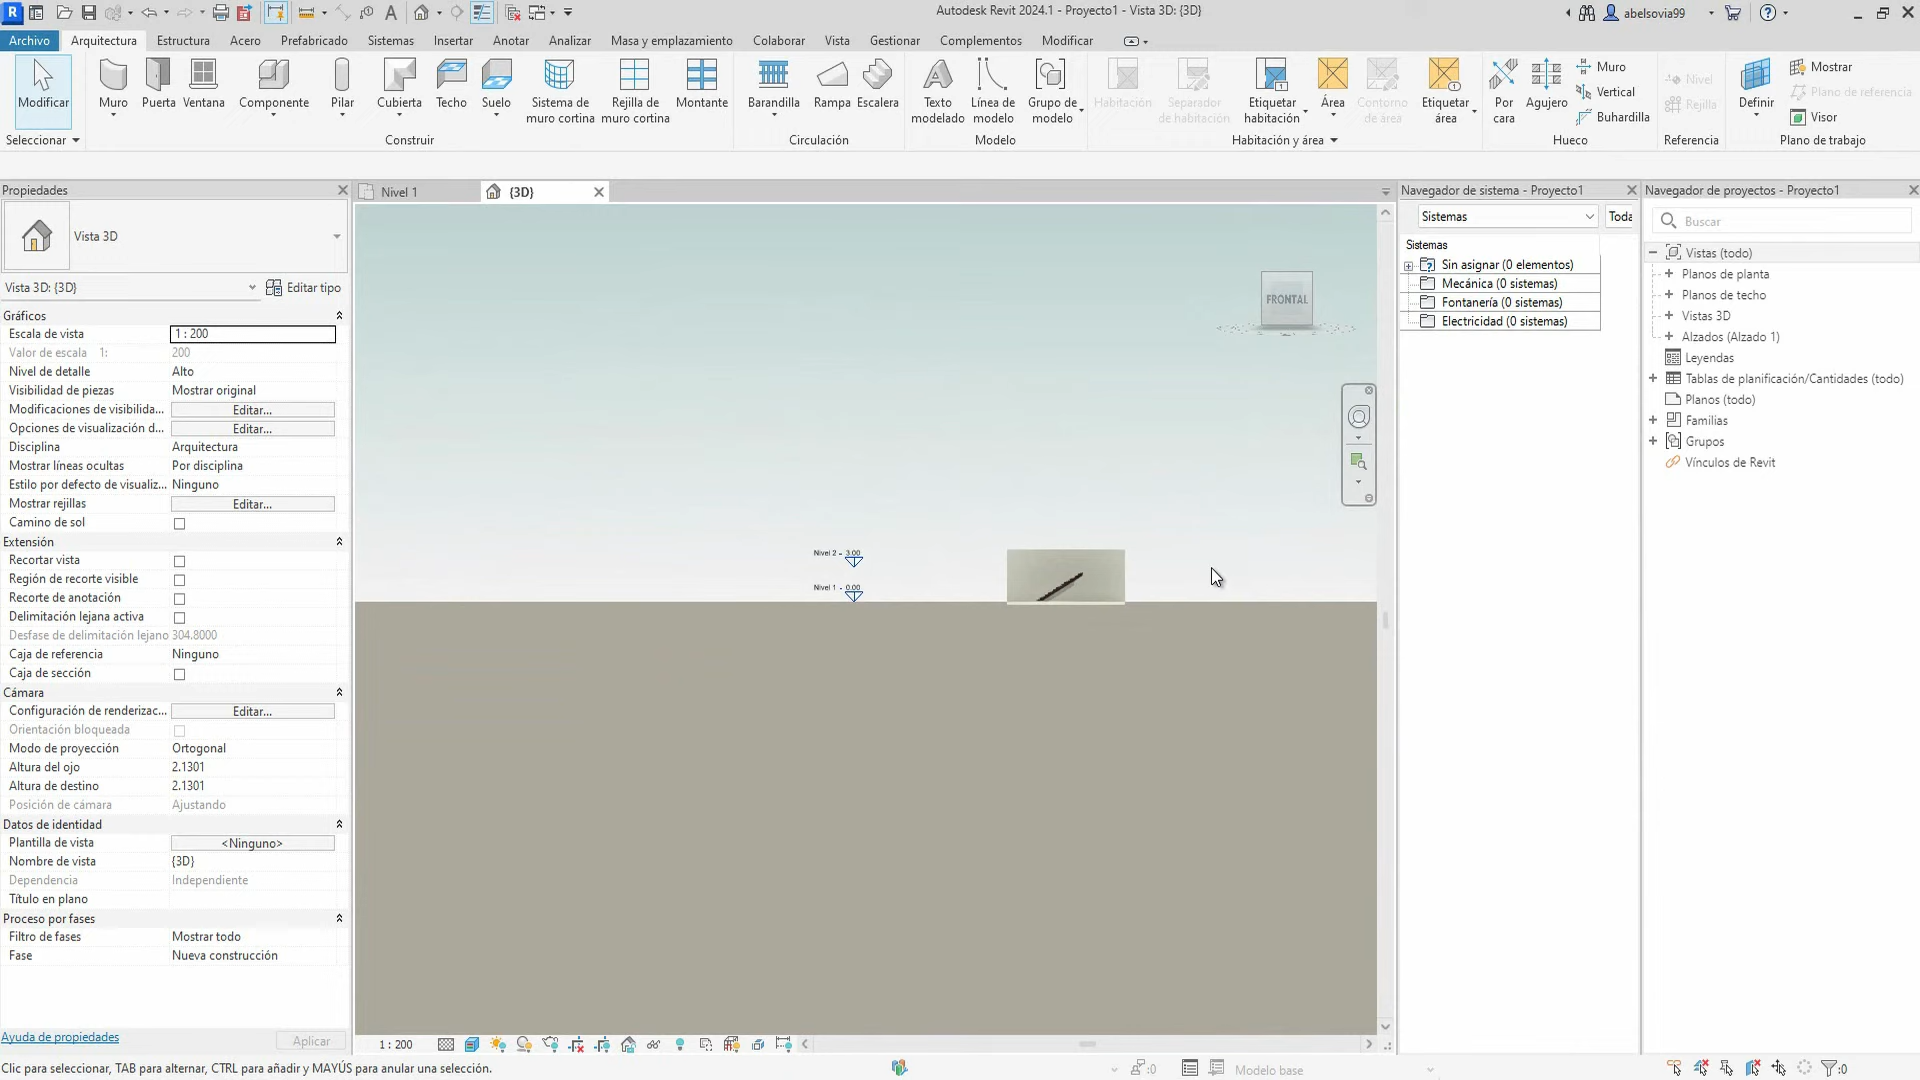 Autodesk Revit 2024.1 - Proyecto1 - Vista 3D: {3D}
abelsovia99
Archivo
Arquitectura
Estructura
Acero
Prefabricado
Sistemas
Insertar
Anotar
Analizar
Masa y emplazamiento
Colaborar
Vista
Gestionar
Complementos
Modificar
Modificar
Muro
Puerta
Ventana
Componente
Pilar
Cubierta
Techo
Suelo
Sistema de
muro cortina
Rejilla de
muro cortina
Montante
Barandilla
Rampa
Escalera
Texto
modelado
Línea de
modelo
Grupo de
modelo
Habitación
Separador
de habitación
Etiquetar
habitación
Área
Contorno
de área
Etiquetar
área
Por
cara
Agujero
Muro
Vertical
Buhardilla
Nivel
Rejilla
Definir
Mostrar
Plano de referencia
Visor
Seleccionar
Construir
Circulación
Modelo
Habitación y área
Hueco
Referencia
Plano de trabajo
Propiedades
Vista 3D
Vista 3D: {3D}
Editar tipo
Gráficos
Escala de vista 1 : 200
Valor de escala 1: 200
Nivel de detalle Alto
Visibilidad de piezas Mostrar original
Modificaciones de visibilida... Editar...
Opciones de visualización d... Editar...
Disciplina Arquitectura
Mostrar líneas ocultas Por disciplina
Estilo por defecto de visualiz... Ninguno
Mostrar rejillas Editar...
Camino de sol
Extensión
Recortar vista
Región de recorte visible
Recorte de anotación
Delimitación lejana activa
Desfase de delimitación lejano 304.8000
Caja de referencia Ninguno
Caja de sección
Cámara
Configuración de renderizac... Editar...
Orientación bloqueada
Modo de proyección Ortogonal
Altura del ojo 2.1301
Altura de destino 2.1301
Posición de cámara Ajustando
Datos de identidad
Plantilla de vista <Ninguno>
Nombre de vista {3D}
Dependencia Independiente
Título en plano
Proceso por fases
Filtro de fases Mostrar todo
Fase Nueva construcción
Ayuda de propiedades
Aplicar
Nivel 1
{3D}
FRONTAL
Nivel 2 - 3.00
Nivel 1 - 0.00
Navegador de sistema - Proyecto1
Sistemas
Toda
Sistemas
Sin asignar (0 elementos)
Mecánica (0 sistemas)
Fontanería (0 sistemas)
Electricidad (0 sistemas)
Navegador de proyectos - Proyecto1
Buscar
Vistas (todo)
Planos de planta
Planos de techo
Vistas 3D
Alzados (Alzado 1)
Leyendas
Tablas de planificación/Cantidades (todo)
Planos (todo)
Familias
Grupos
Vínculos de Revit
1 : 200
Clic para seleccionar, TAB para alternar, CTRL para añadir y MAYÚS para anular una selección.
:0
Modelo base
:0